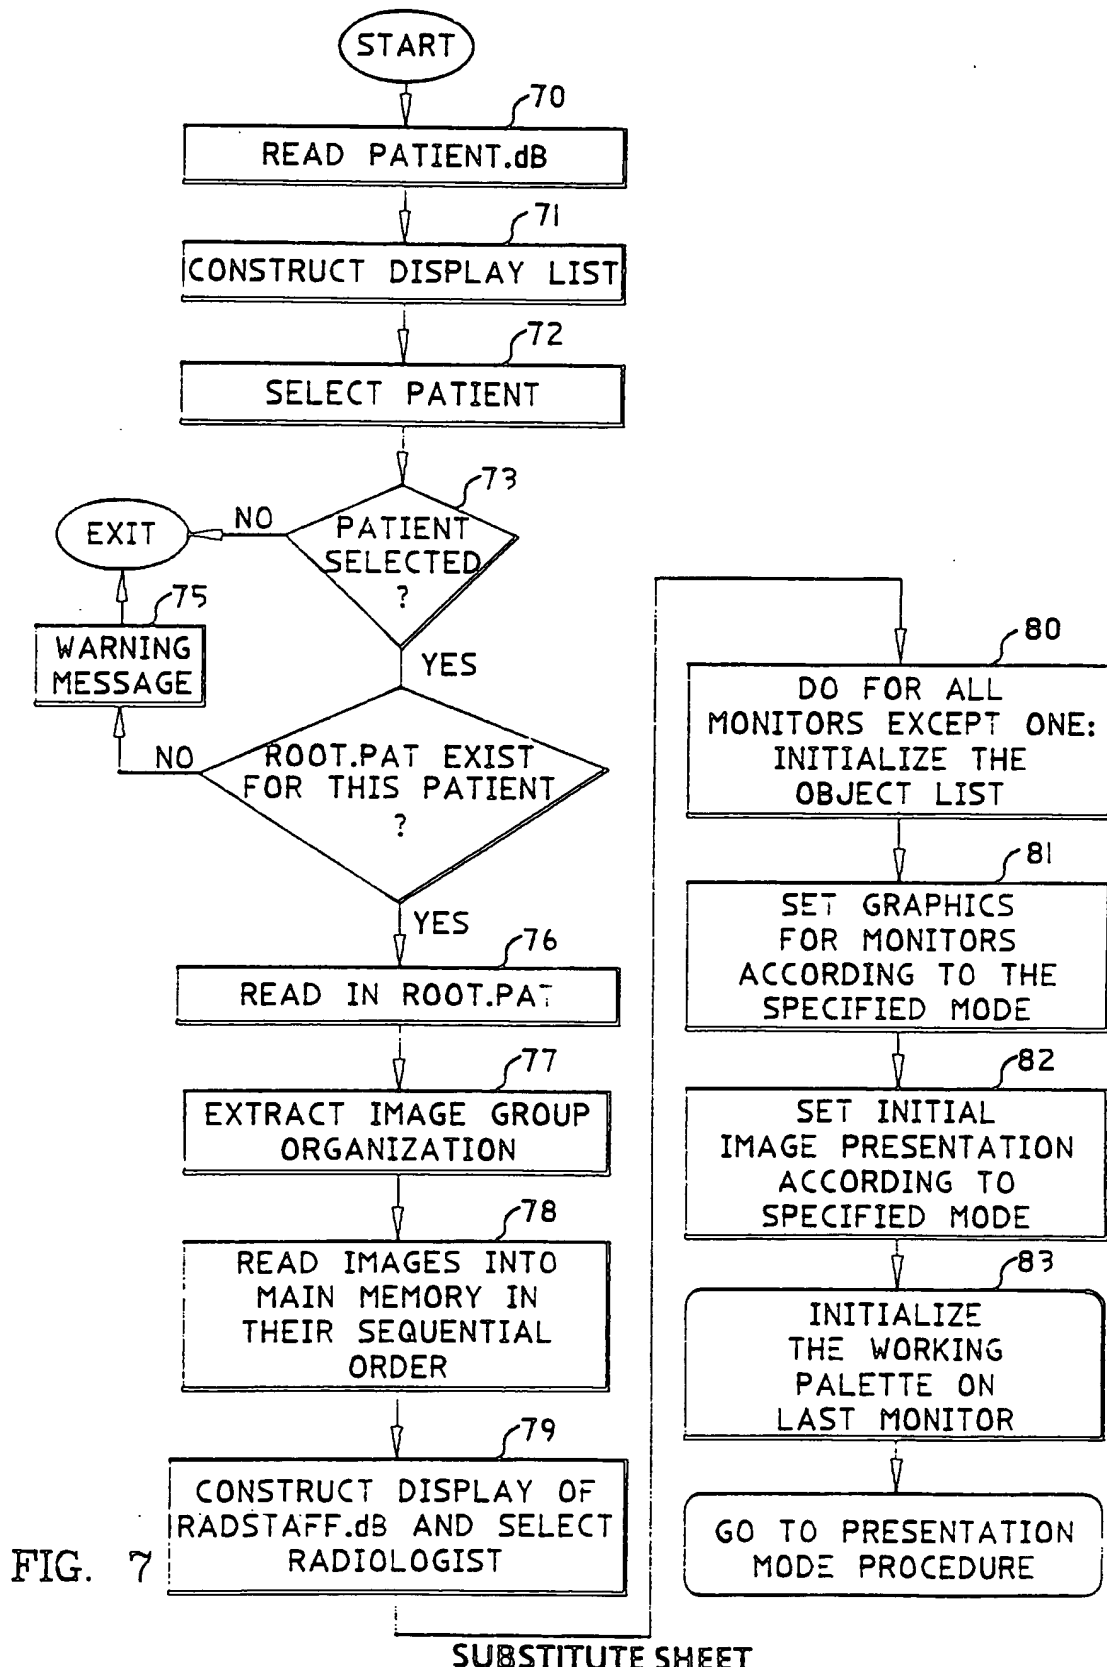 START
70
READ PATIENT.dB
71
CONSTRUCT DISPLAY LIST
72
SELECT PATIENT
73
PATIENT
SELECTED
?
NO
EXIT
75
WARNING
MESSAGE
YES
NO
ROOT.PAT EXIST
FOR THIS PATIENT
?
YES
76
READ IN ROOT.PAT
77
EXTRACT IMAGE GROUP
ORGANIZATION
78
READ IMAGES INTO
MAIN MEMORY IN
THEIR SEQUENTIAL
ORDER
79
CONSTRUCT DISPLAY OF
RADSTAFF.dB AND SELECT
RADIOLOGIST
80
DO FOR ALL
MONITORS EXCEPT ONE:
INITIALIZE THE
OBJECT LIST
81
SET GRAPHICS
FOR MONITORS
ACCORDING TO THE
SPECIFIED MODE
82
SET INITIAL
IMAGE PRESENTATION
ACCORDING TO
SPECIFIED MODE
83
INITIALIZE
THE WORKING
PALETTE ON
LAST MONITOR
GO TO PRESENTATION
MODE PROCEDURE
FIG. 7
SUBSTITUTE SHEET